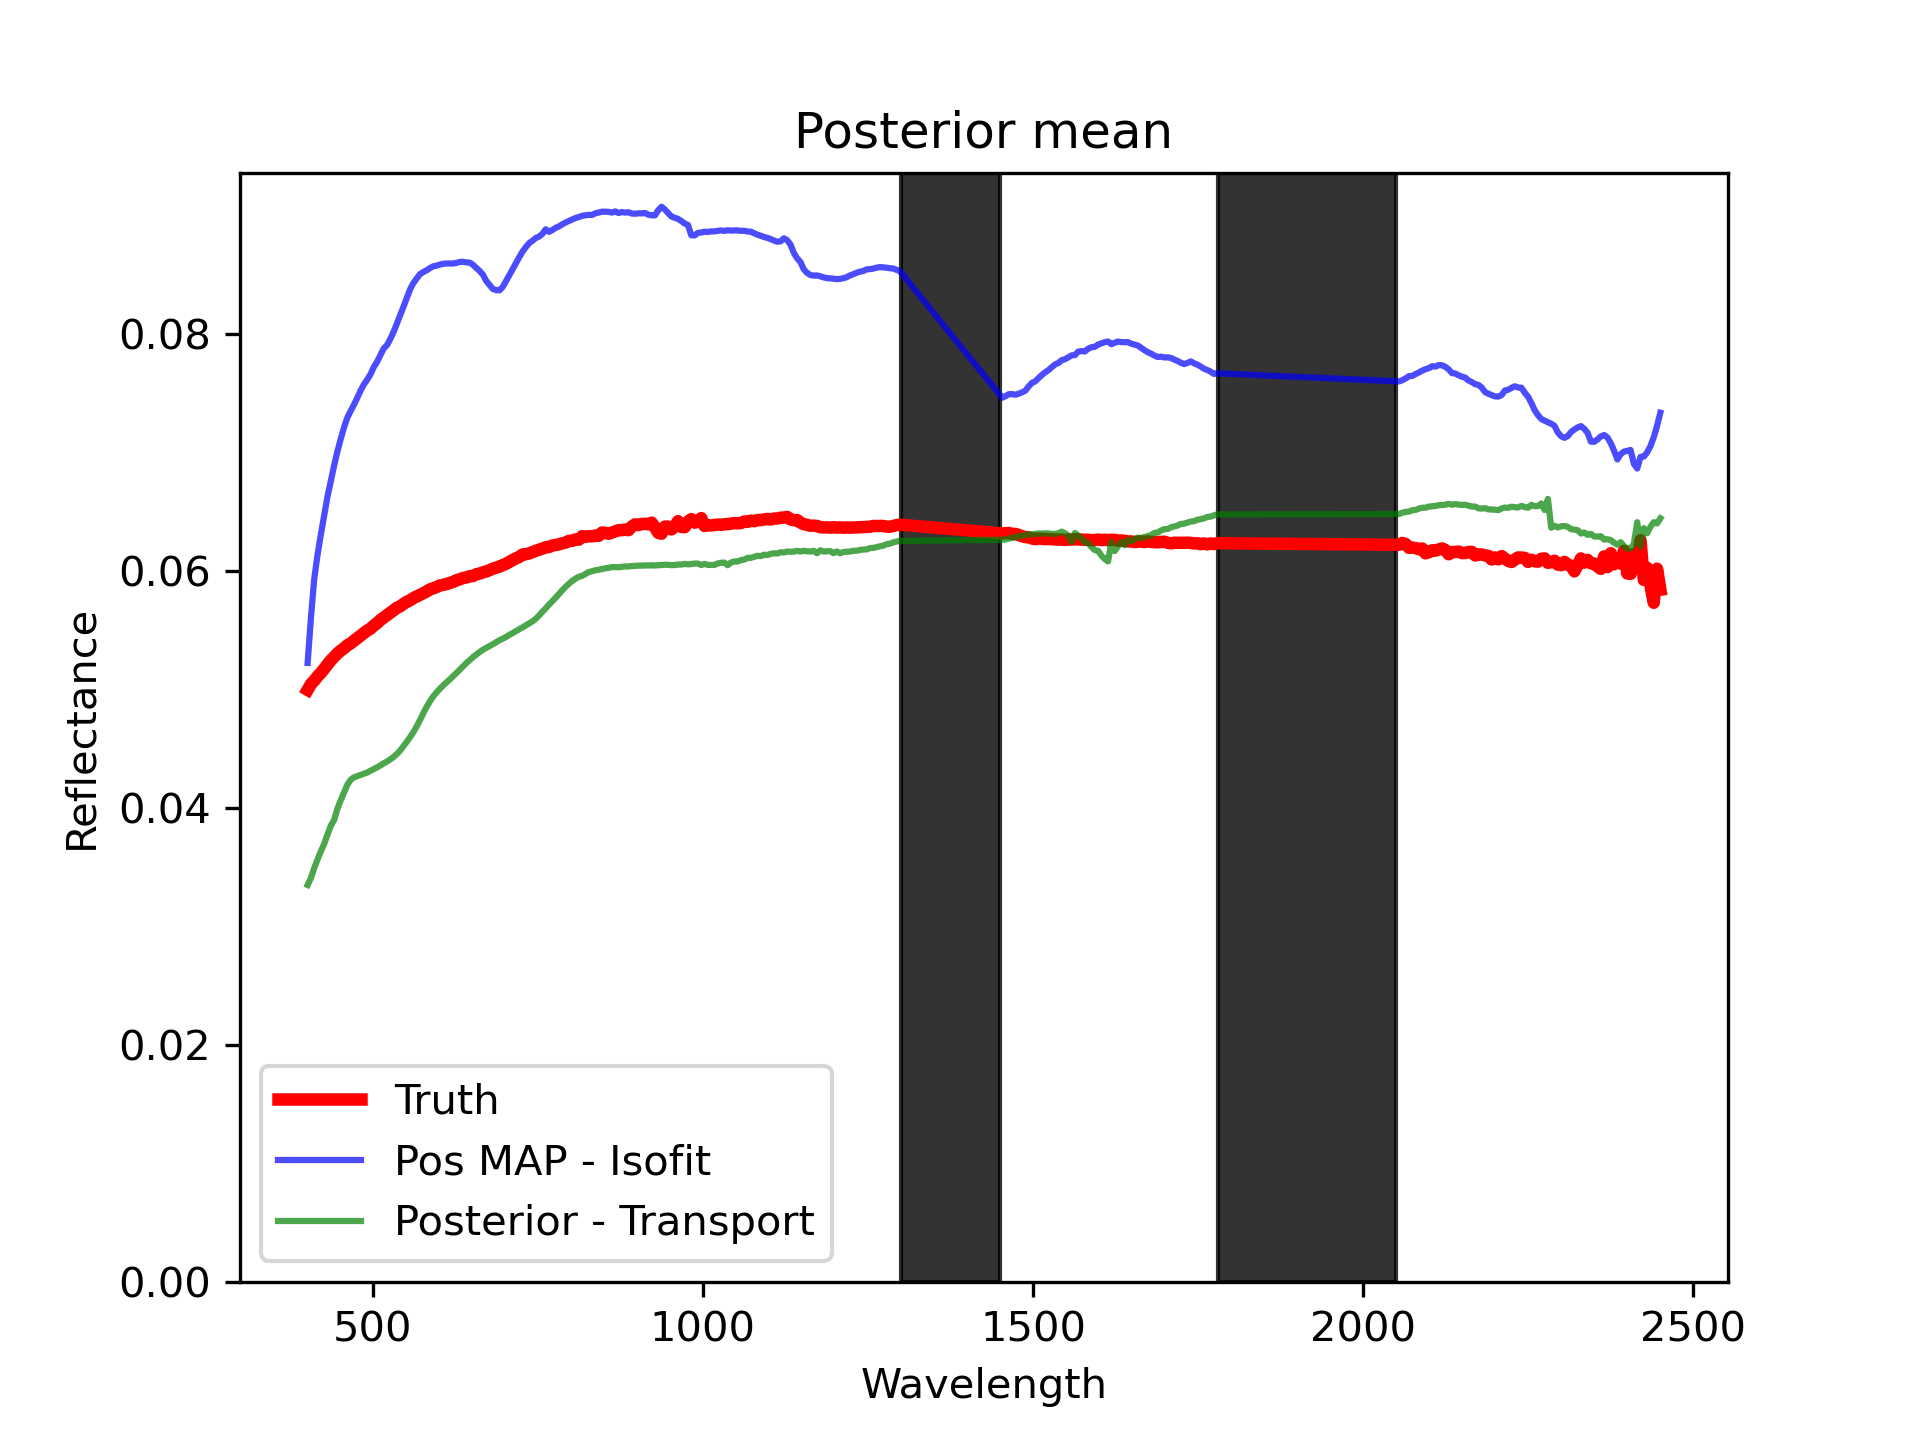 Posterior mean
Reflectance
0.08
0.06
0.04
0.02
0.00
Truth
Pos MAP - Isofit
Posterior - Transport
500 1000 1500 2000 2500
Wavelength